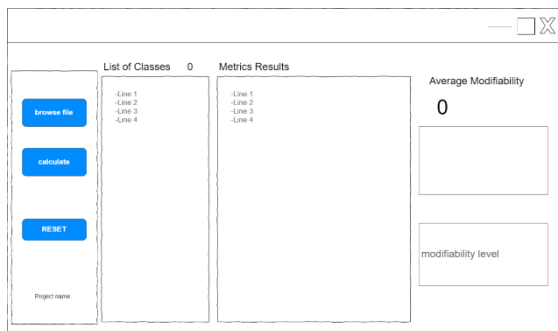 X
List of Classes 0
Metrics Results
Average Modifiability
0
browse file
calculate
RESET
Project name
-Line 1
-Line 2
-Line 3
-Line 4
-Line 1
-Line 2
-Line 3
-Line 4
modifiability level